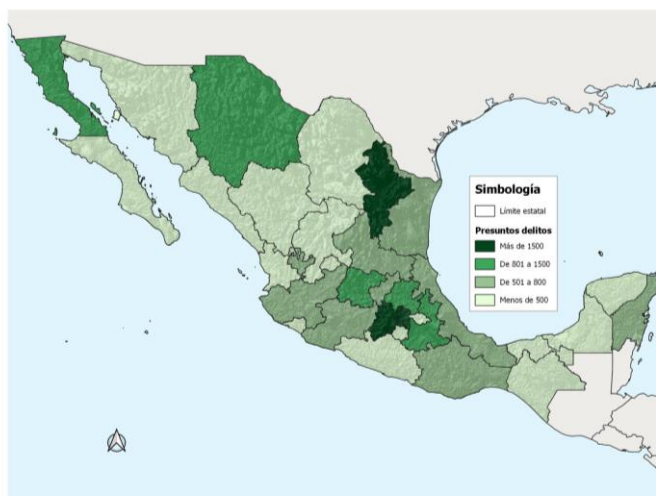 Simbología
Límite estatal
Presuntos delitos
Más de 1500
De 801 a 1500
De 501 a 800
Menos de 500